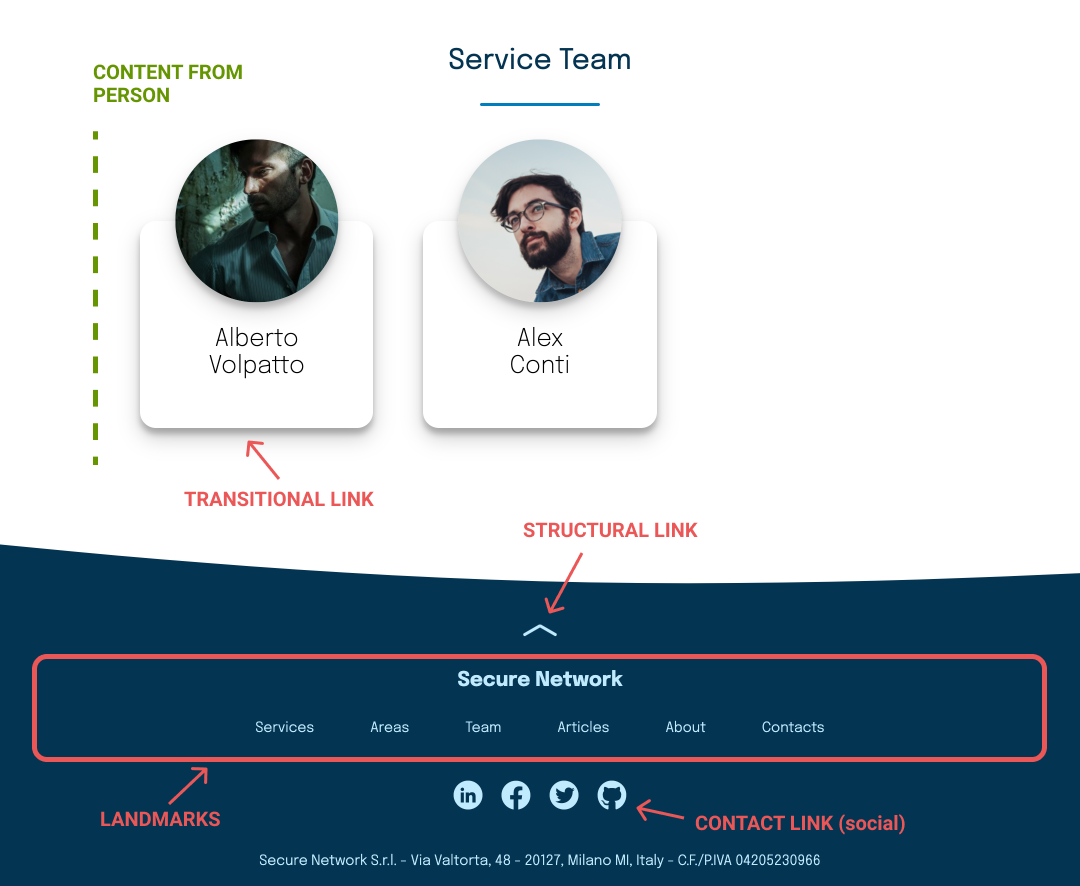 Service Team
CONTENT FROM
PERSON
Alberto
Volpatto
Alex
Conti
TRANSITIONAL LINK
STRUCTURAL LINK
Secure Network
Services Areas Team Articles About Contacts
in
LANDMARKS
CONTACT LINK (social)
Secure Network S.r.l. - Via Valtorta, 48 - 20127, Milano MI, Italy - C.F./P.IVA 04205230966